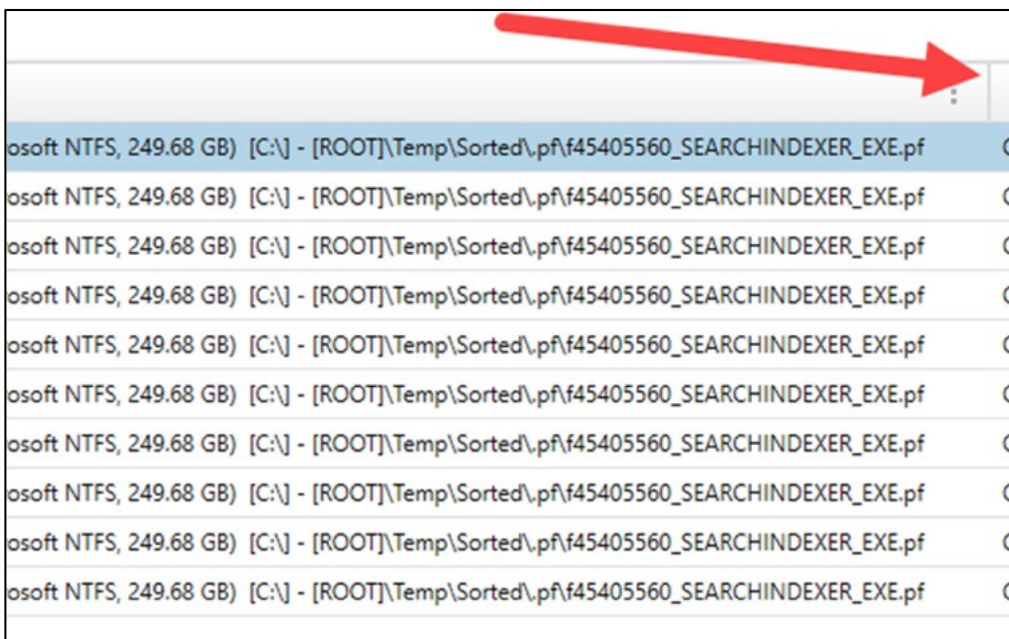 osoft NTFS, 249.68 GB) [C:\] - [ROOT]\Temp\Sorted\.pf\f45405560_SEARCHINDEXER_EXE.pf
osoft NTFS, 249.68 GB) [C:\] - [ROOT]\Temp\Sorted\.pf\f45405560_SEARCHINDEXER_EXE.pf
osoft NTFS, 249.68 GB) [C:\] - [ROOT]\Temp\Sorted\.pf\f45405560_SEARCHINDEXER_EXE.pf
osoft NTFS, 249.68 GB) [C:\] - [ROOT]\Temp\Sorted\.pf\f45405560_SEARCHINDEXER_EXE.pf
osoft NTFS, 249.68 GB) [C:\] - [ROOT]\Temp\Sorted\.pf\f45405560_SEARCHINDEXER_EXE.pf
osoft NTFS, 249.68 GB) [C:\] - [ROOT]\Temp\Sorted\.pf\f45405560_SEARCHINDEXER_EXE.pf
osoft NTFS, 249.68 GB) [C:\] - [ROOT]\Temp\Sorted\.pf\f45405560_SEARCHINDEXER_EXE.pf
osoft NTFS, 249.68 GB) [C:\] - [ROOT]\Temp\Sorted\.pf\f45405560_SEARCHINDEXER_EXE.pf
osoft NTFS, 249.68 GB) [C:\] - [ROOT]\Temp\Sorted\.pf\f45405560_SEARCHINDEXER_EXE.pf
osoft NTFS, 249.68 GB) [C:\] - [ROOT]\Temp\Sorted\.pf\f45405560_SEARCHINDEXER_EXE.pf